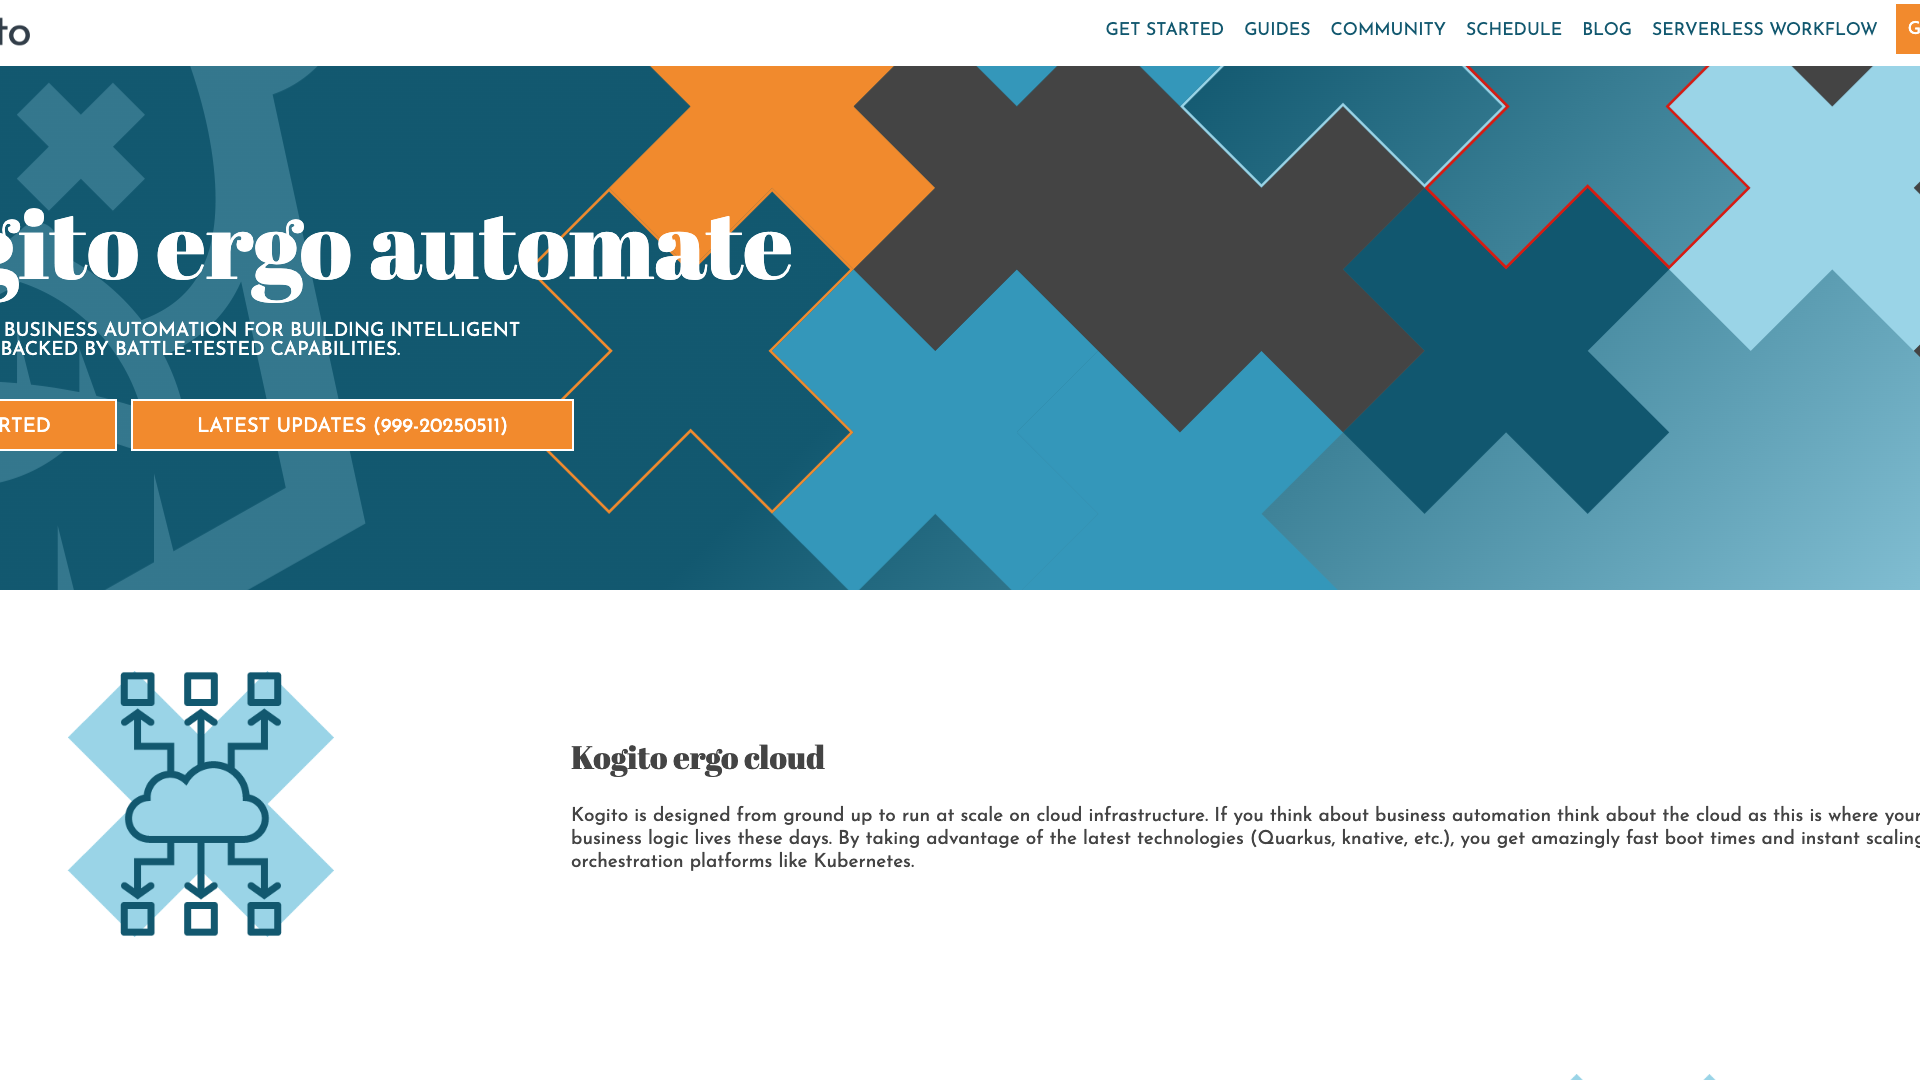 to
GET STARTED GUIDES COMMUNITY SCHEDULE BLOG SERVERLESS WORKFLOW G
gito ergo automate
BUSINESS AUTOMATION FOR BUILDING INTELLIGENT
BACKED BY BATTLE-TESTED CAPABILITIES.
RTED
LATEST UPDATES (999-20250511)
Kogito ergo cloud
Kogito is designed from ground up to run at scale on cloud infrastructure. If you think about business automation think about the cloud as this is where your
business logic lives these days. By taking advantage of the latest technologies (Quarkus, knative, etc.), you get amazingly fast boot times and instant scaling
orchestration platforms like Kubernetes.